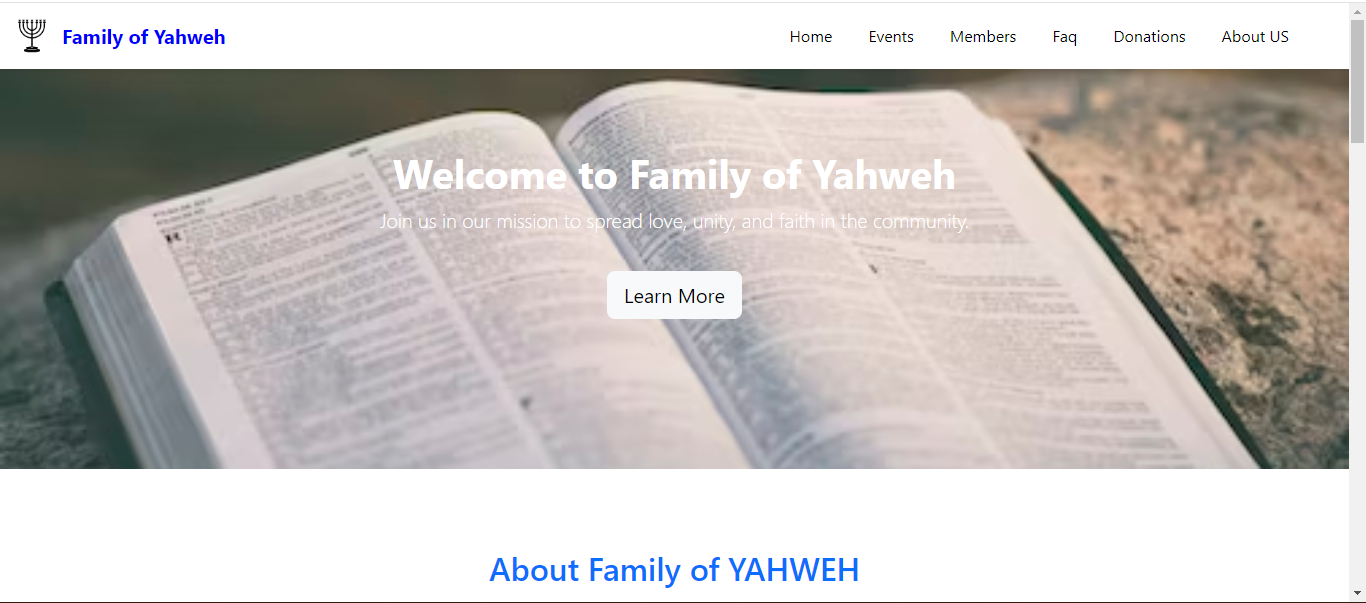 Family of Yahweh
Home Events Members Faq Donations About US
Welcome to Family of Yahweh
Join us in our mission to spread love, unity, and faith in the community.
Learn More
About Family of YAHWEH